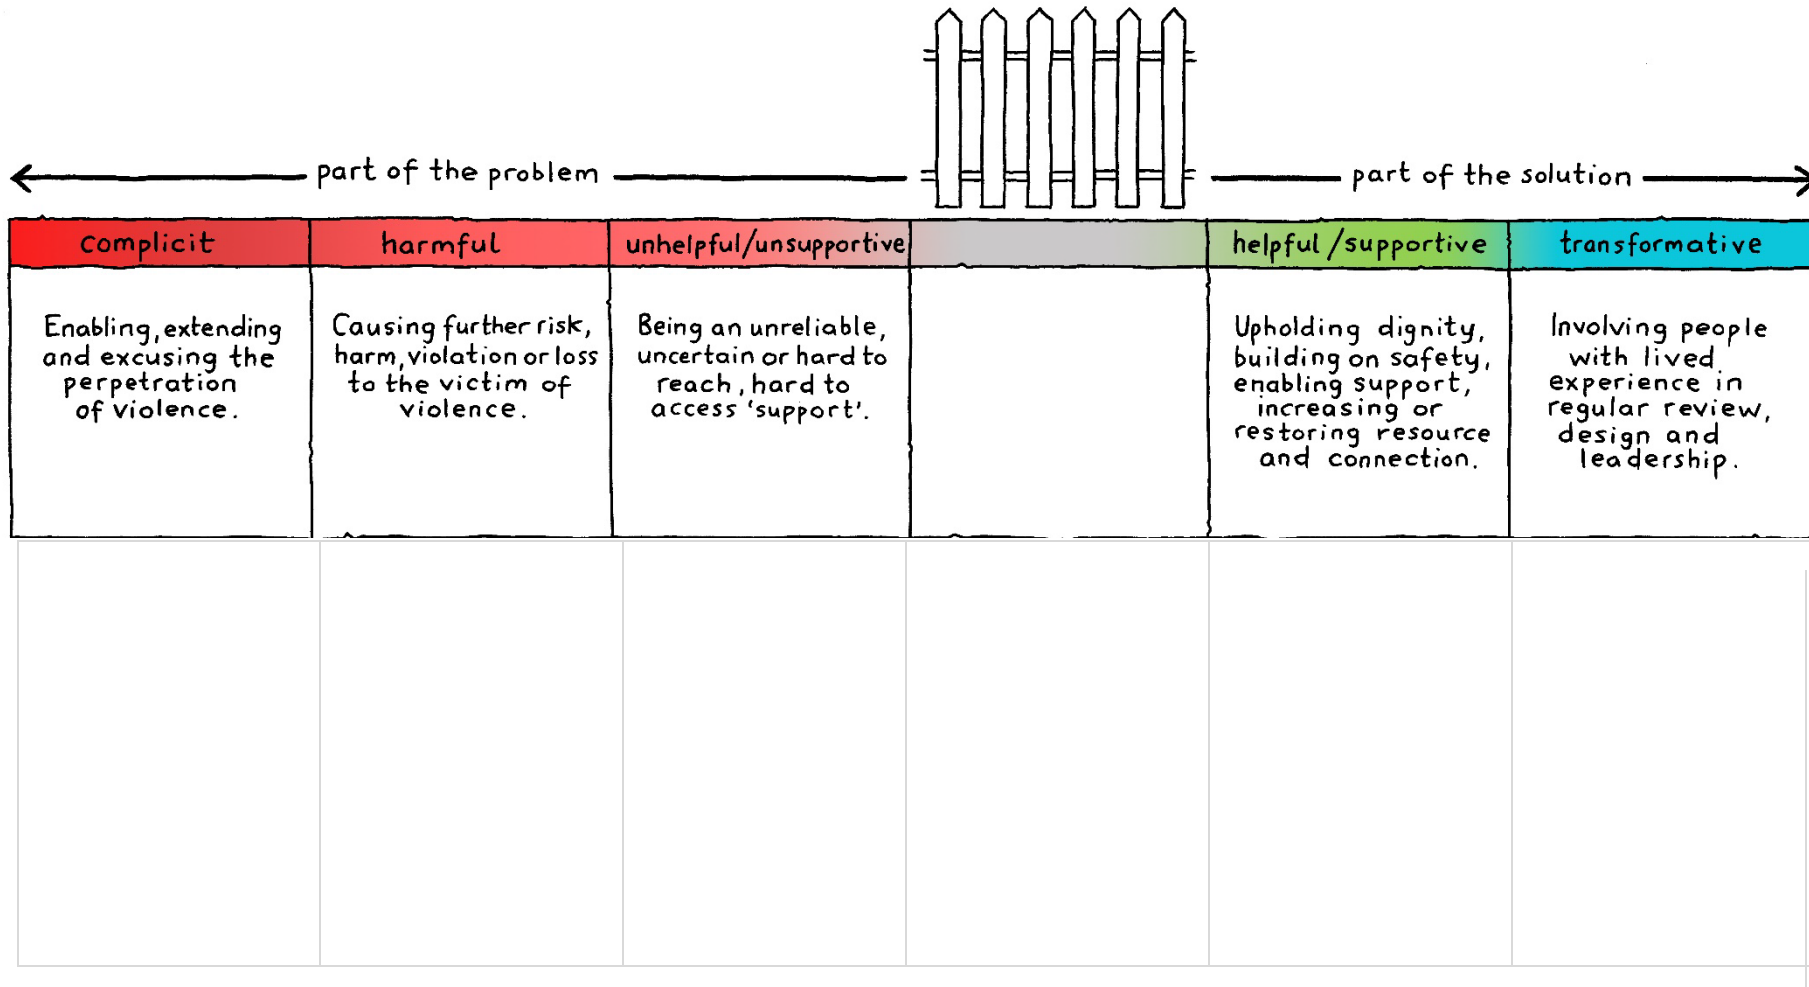 part of the problem
part of the solution
complicit
harmful
unhelpful/unsupportive
helpful/supportive
transformative
Enabling, extending
and excusing the
perpetration
of violence.
Causing further risk,
harm, violation or loss
to the victim of
violence.
Being an unreliable,
uncertain or hard to
reach, hard to
access 'support'.
Upholding dignity,
building on safety,
enabling support,
increasing or
restoring resource
and connection.
Involving people
with lived
experience in
regular review,
design and
leadership.